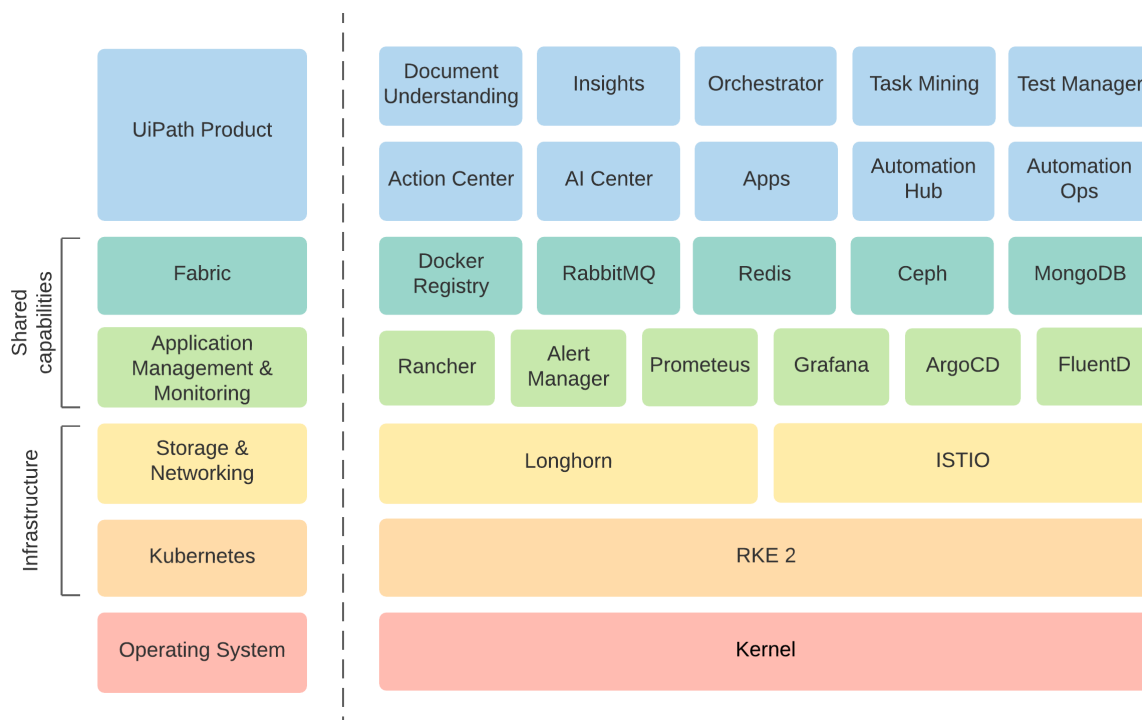 UiPath Product
Document
Understanding
Insights
Orchestrator
Task Mining
Test Manager
Action Center
AI Center
Apps
Automation
Hub
Automation
Ops
Shared
capabilities
Fabric
Docker
Registry
RabbitMQ
Redis
Ceph
MongoDB
Application
Management &
Monitoring
Rancher
Alert
Manager
Prometeus
Grafana
ArgoCD
FluentD
Infrastructure
Storage &
Networking
Longhorn
ISTIO
Kubernetes
RKE 2
Operating System
Kernel